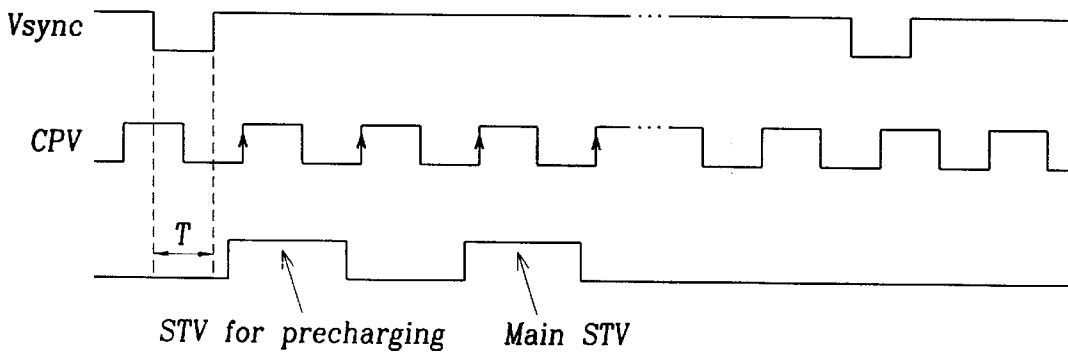 Vsync
...
CPV
...
T
STV for precharging
Main STV